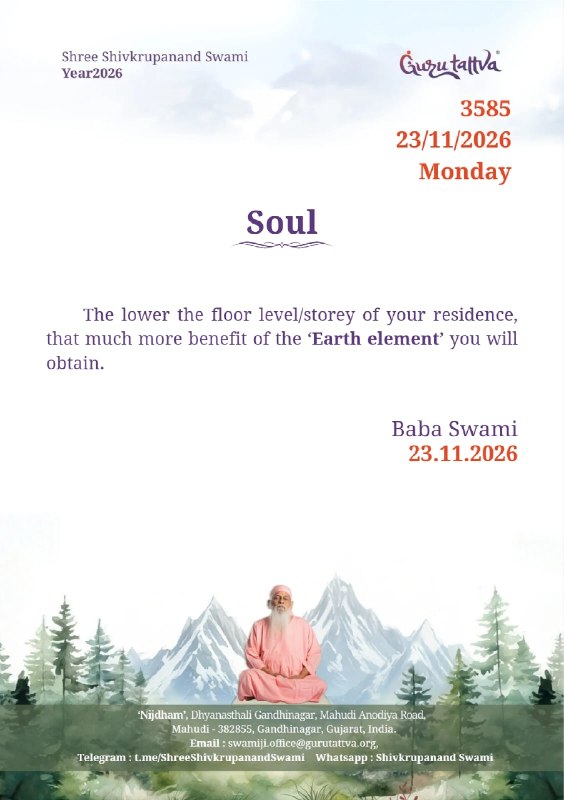 Shree Shivkrupanand Swami
Year2026
Gurutattva
3585
23/11/2026
Monday
Soul
The lower the floor level/storey of your residence,
that much more benefit of the ‘Earth element’ you will
obtain.
Baba Swami
23.11.2026
‘Nijdham’, Dhyanasthali Gandhinagar, Mahudi Anodiya Road,
Mahudi - 382855, Gandhinagar, Gujarat, India.
Email : swamiji.office@gurutattva.org,
Telegram : t.me/ShreeShivkrupanandSwami Whatsapp : Shivkrupanand Swami